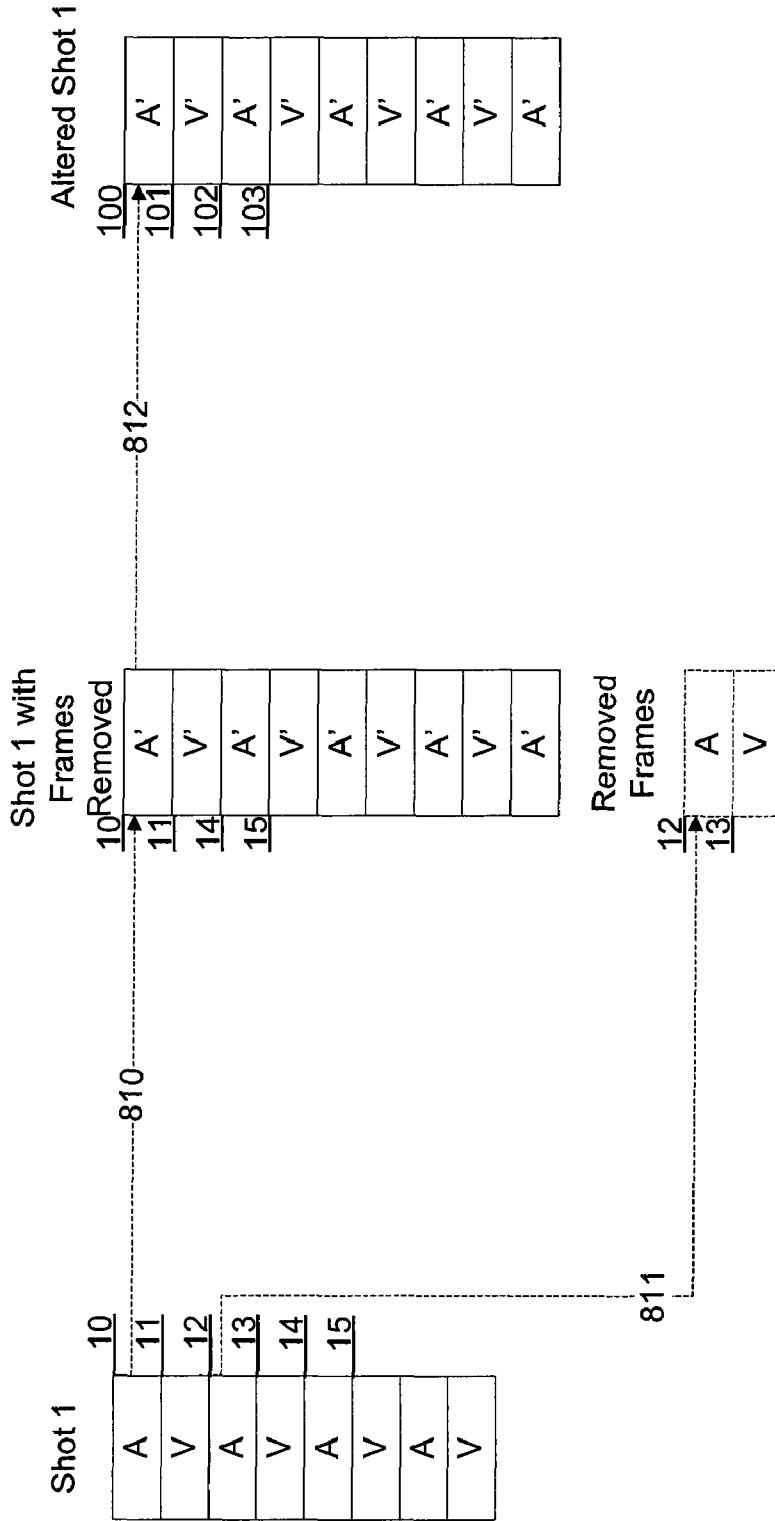 Shot 1
10
A
11
V
12
A
13
V
14
A
15
V
A
V
810
811
Shot 1 with
Frames
Removed
10
A'
11
V'
14
A'
15
V'
A'
V'
A'
V'
A'
Removed
Frames
12
A
13
V
812
Altered Shot 1
100
A'
101
V'
102
A'
103
V'
A'
V'
A'
V'
A'